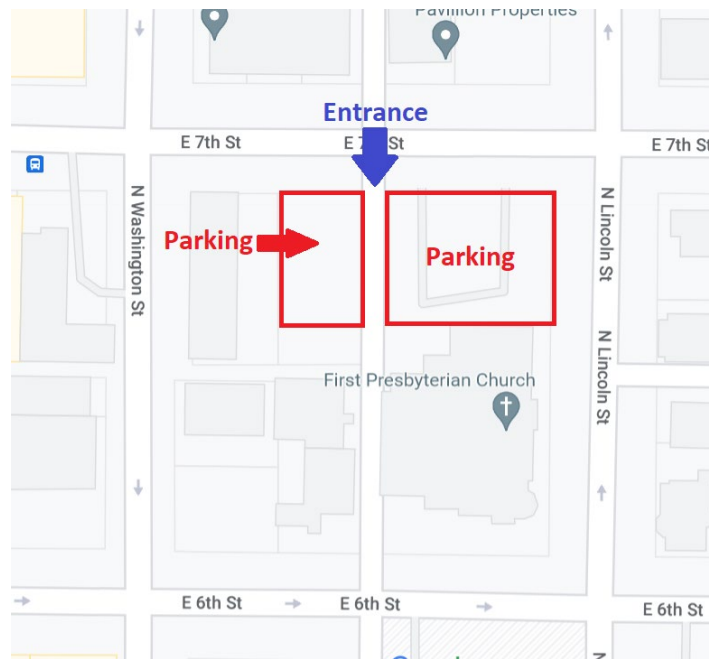 Pavilion Properties
Entrance
E 7th St
E 7 St
E 7th St
N Washington St
Parking
Parking
N Lincoln St
N Lincoln St
First Presbyterian Church
E 6th St
E 6th St
E 6th St
N